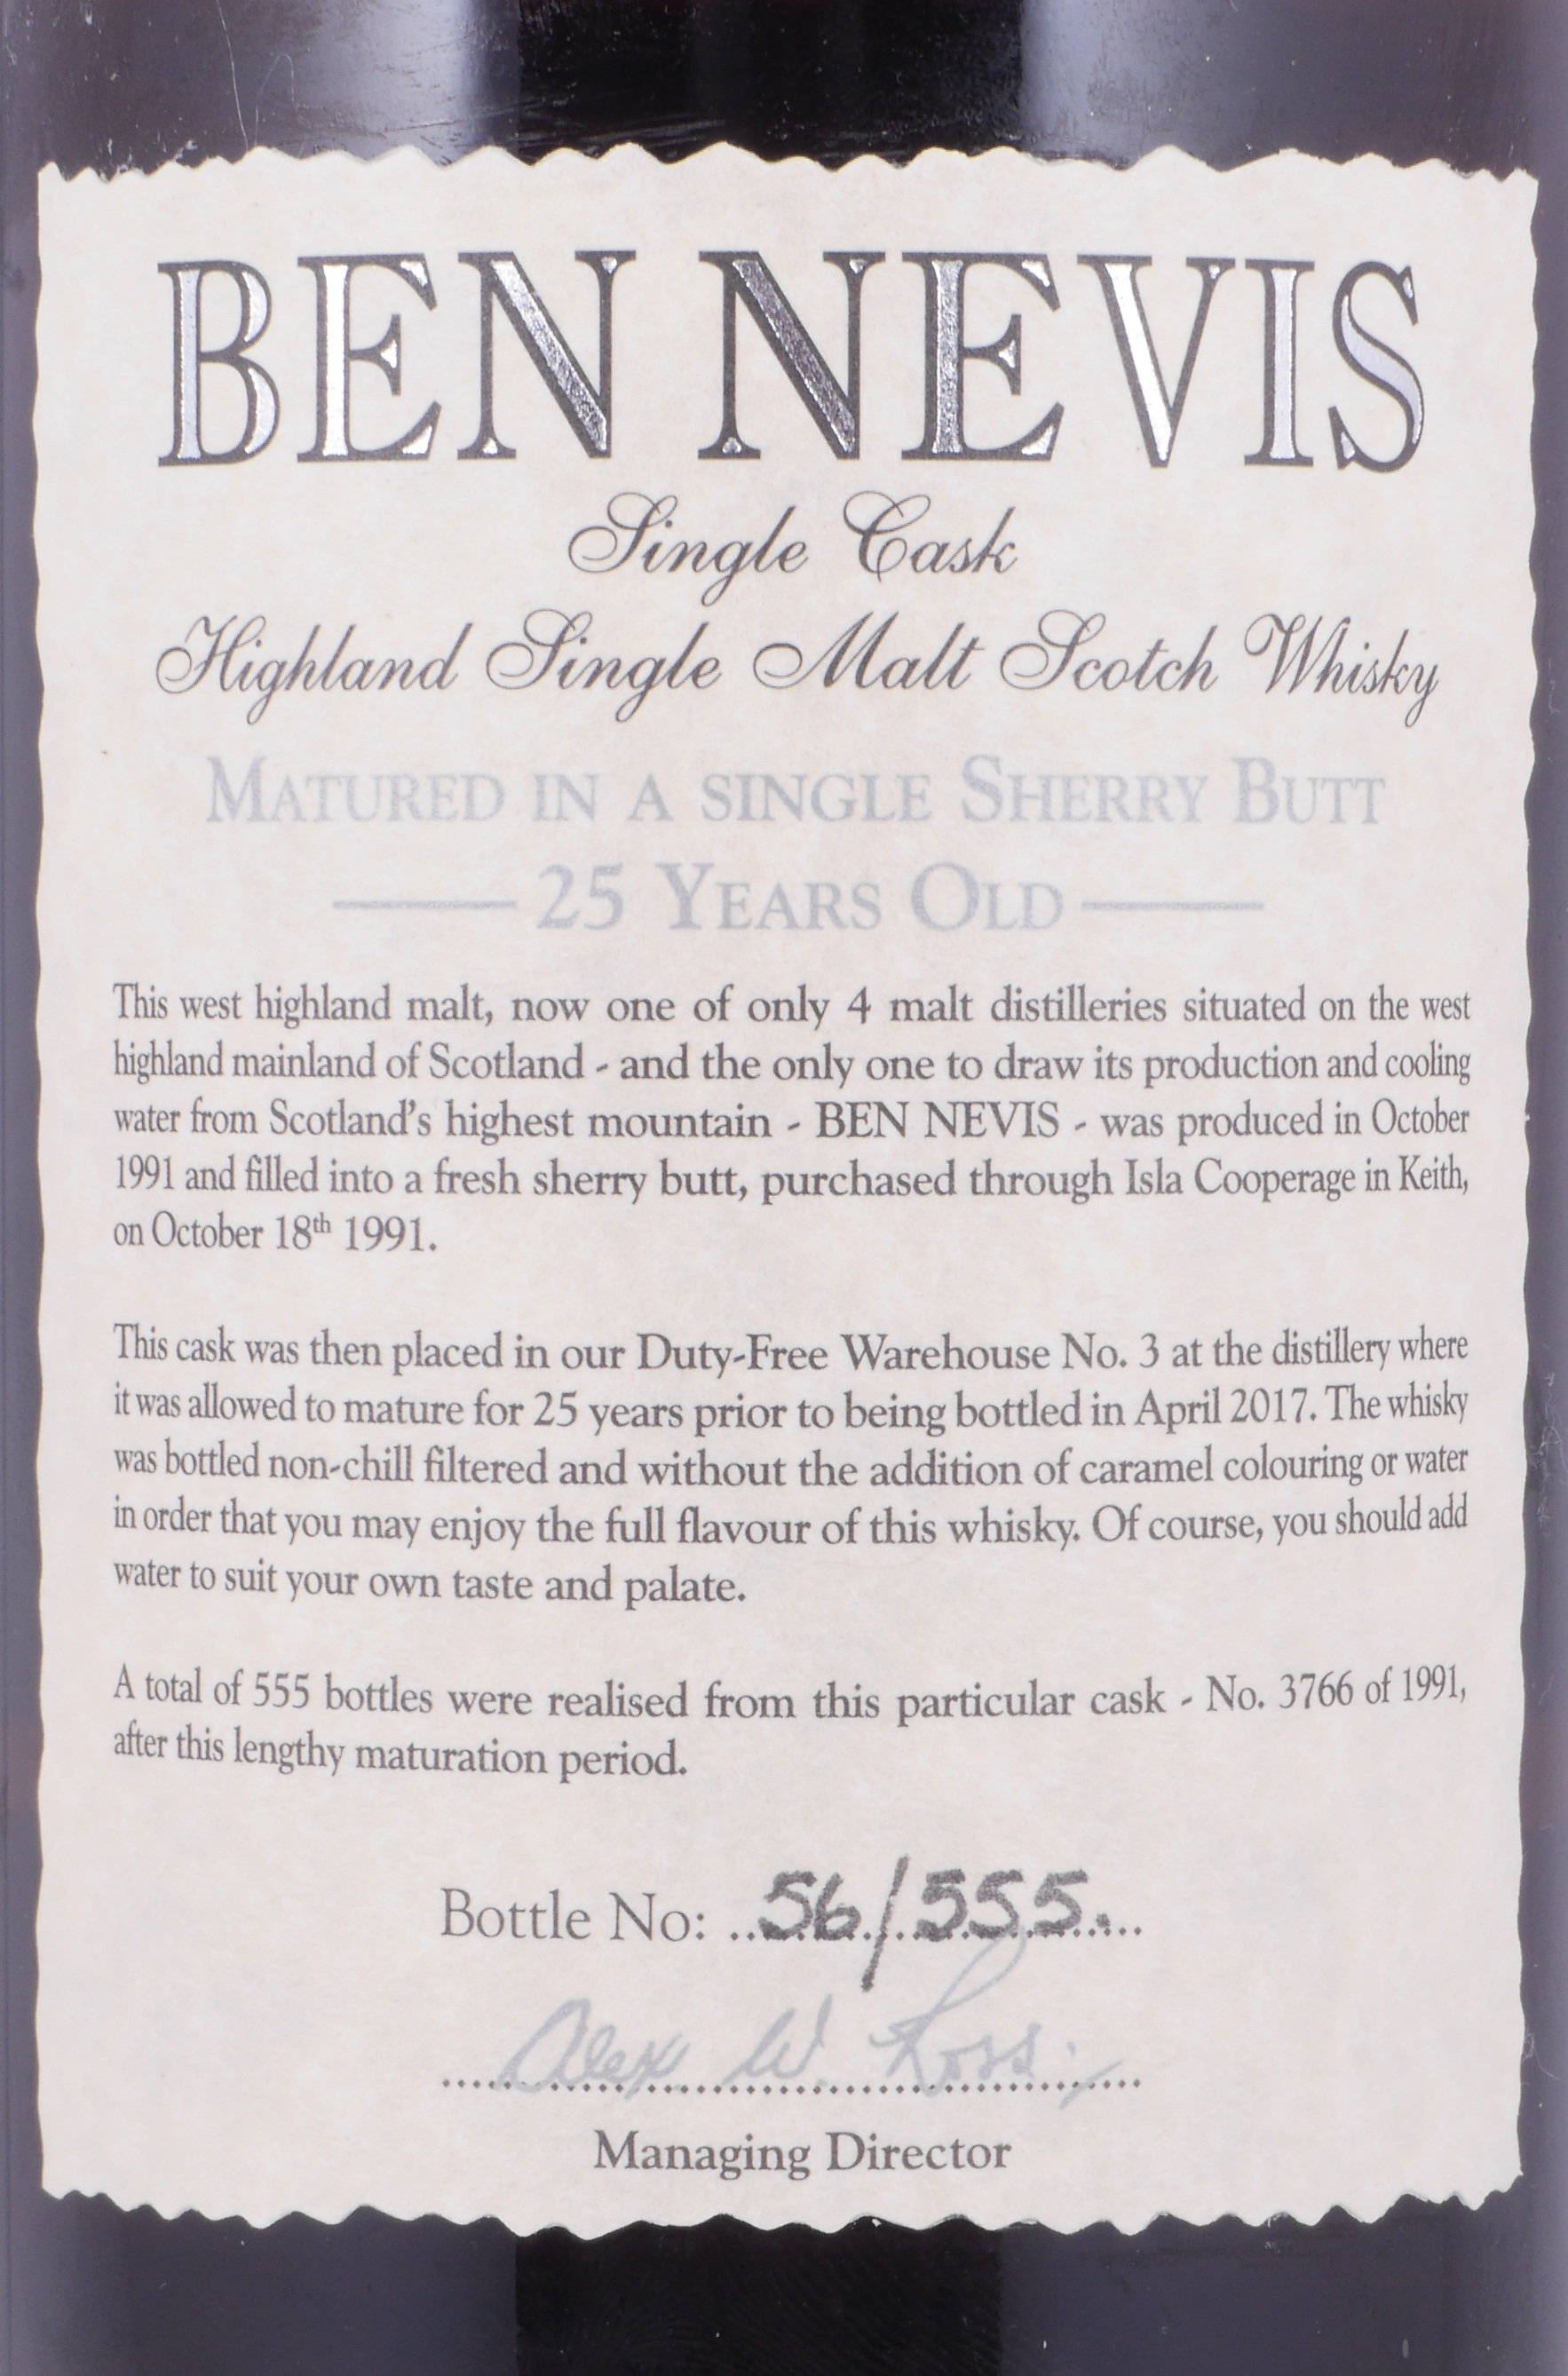 BEN NEVIS
Single Cask
Highland Single Malt Scotch Whisky
MATURED IN A SINGLE SHERRY BUTT
25 YEARS OLD
This west highland malt, now one of only 4 malt distilleries situated on the west
highland mainland of Scotland - and the only one to draw its production and cooling
water from Scotland's highest mountain - BEN NEVIS - was produced in October
1991 and filled into a fresh sherry butt, purchased through Isla Cooperage in Keith,
on October 18th 1991.
This cask was then placed in our Duty-Free Warehouse No. 3 at the distillery where
it was allowed to mature for 25 years prior to being bottled in April 2017. The whisky
was bottled non-chill filtered and without the addition of caramel colouring or water
in order that you may enjoy the full flavour of this whisky. Of course, you should add
water to suit your own taste and palate.
A total of 555 bottles were realised from this particular cask - No. 3766 of 1991,
after this lengthy maturation period.
Bottle No: 56/555.
Alex W. Ross
Managing Director